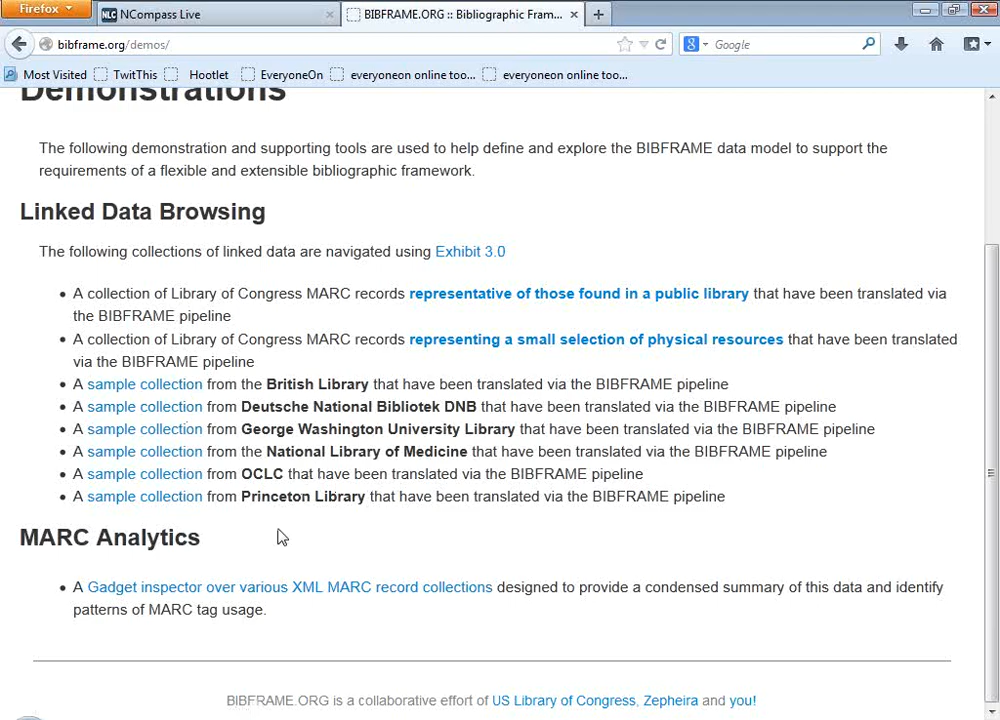 Firefox
NCompass Live
BIBFRAME.ORG :: Bibliographic Fram...
bibframe.org/demos/
Google
Most Visited
TwitThis
Hootlet
EveryoneOn
everyoneon online too...
everyoneon online too...
Demonstrations
The following demonstration and supporting tools are used to help define and explore the BIBFRAME data model to support the
requirements of a flexible and extensible bibliographic framework.
Linked Data Browsing
The following collections of linked data are navigated using Exhibit 3.0
A collection of Library of Congress MARC records representative of those found in a public library that have been translated via
the BIBFRAME pipeline
A collection of Library of Congress MARC records representing a small selection of physical resources that have been translated
via the BIBFRAME pipeline
A sample collection from the British Library that have been translated via the BIBFRAME pipeline
A sample collection from Deutsche National Bibliotek DNB that have been translated via the BIBFRAME pipeline
A sample collection from George Washington University Library that have been translated via the BIBFRAME pipeline
A sample collection from the National Library of Medicine that have been translated via the BIBFRAME pipeline
A sample collection from OCLC that have been translated via the BIBFRAME pipeline
A sample collection from Princeton Library that have been translated via the BIBFRAME pipeline
MARC Analytics
A Gadget inspector over various XML MARC record collections designed to provide a condensed summary of this data and identify
patterns of MARC tag usage.
BIBFRAME.ORG is a collaborative effort of US Library of Congress, Zepheira and you!